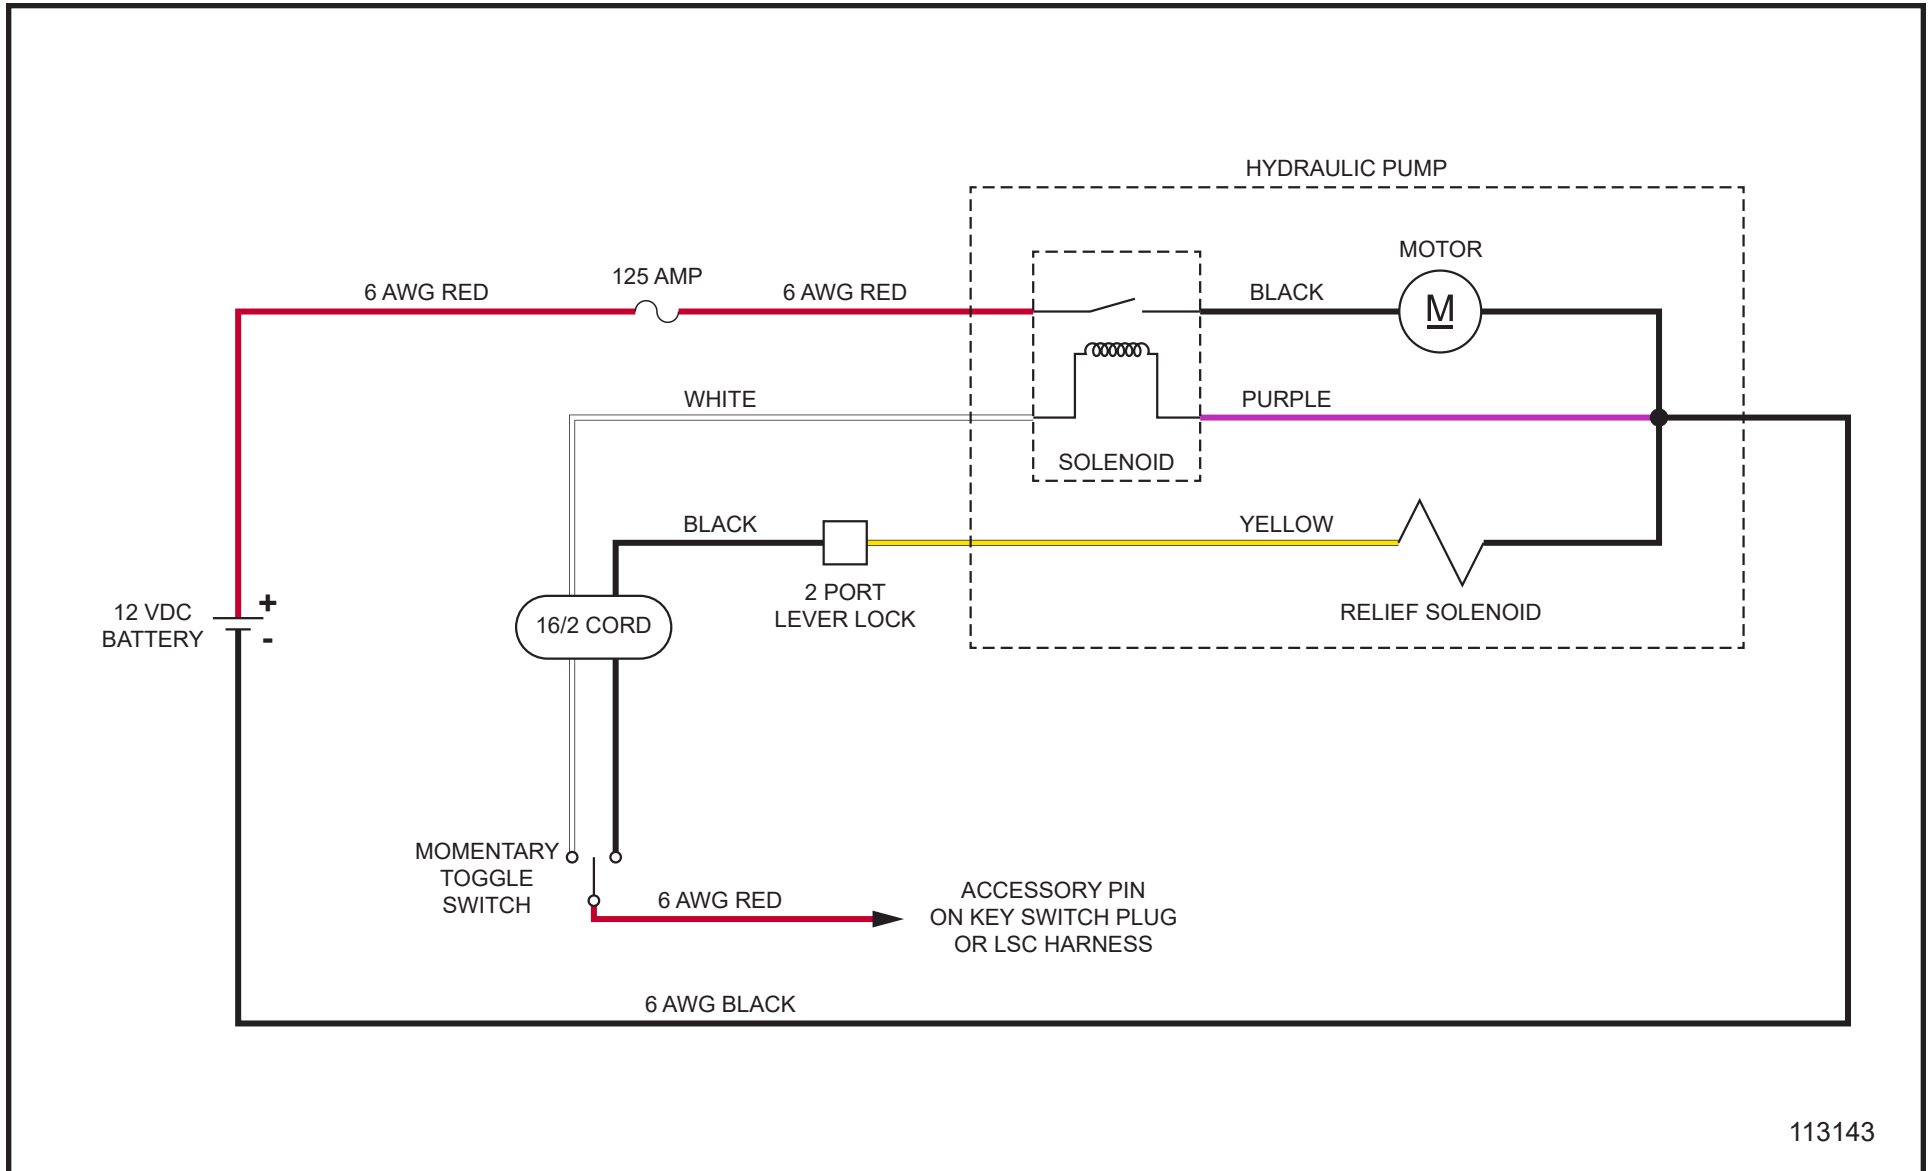 HYDRAULIC PUMP
MOTOR
125 AMP
6 AWG RED
6 AWG RED
BLACK
M
WHITE
PURPLE
SOLENOID
BLACK
YELLOW
2 PORT
LEVER LOCK
RELIEF SOLENOID
12 VDC
BATTERY
+
-
16/2 CORD
MOMENTARY
TOGGLE
SWITCH
6 AWG RED
ACCESSORY PIN
ON KEY SWITCH PLUG
OR LSC HARNESS
6 AWG BLACK
113143